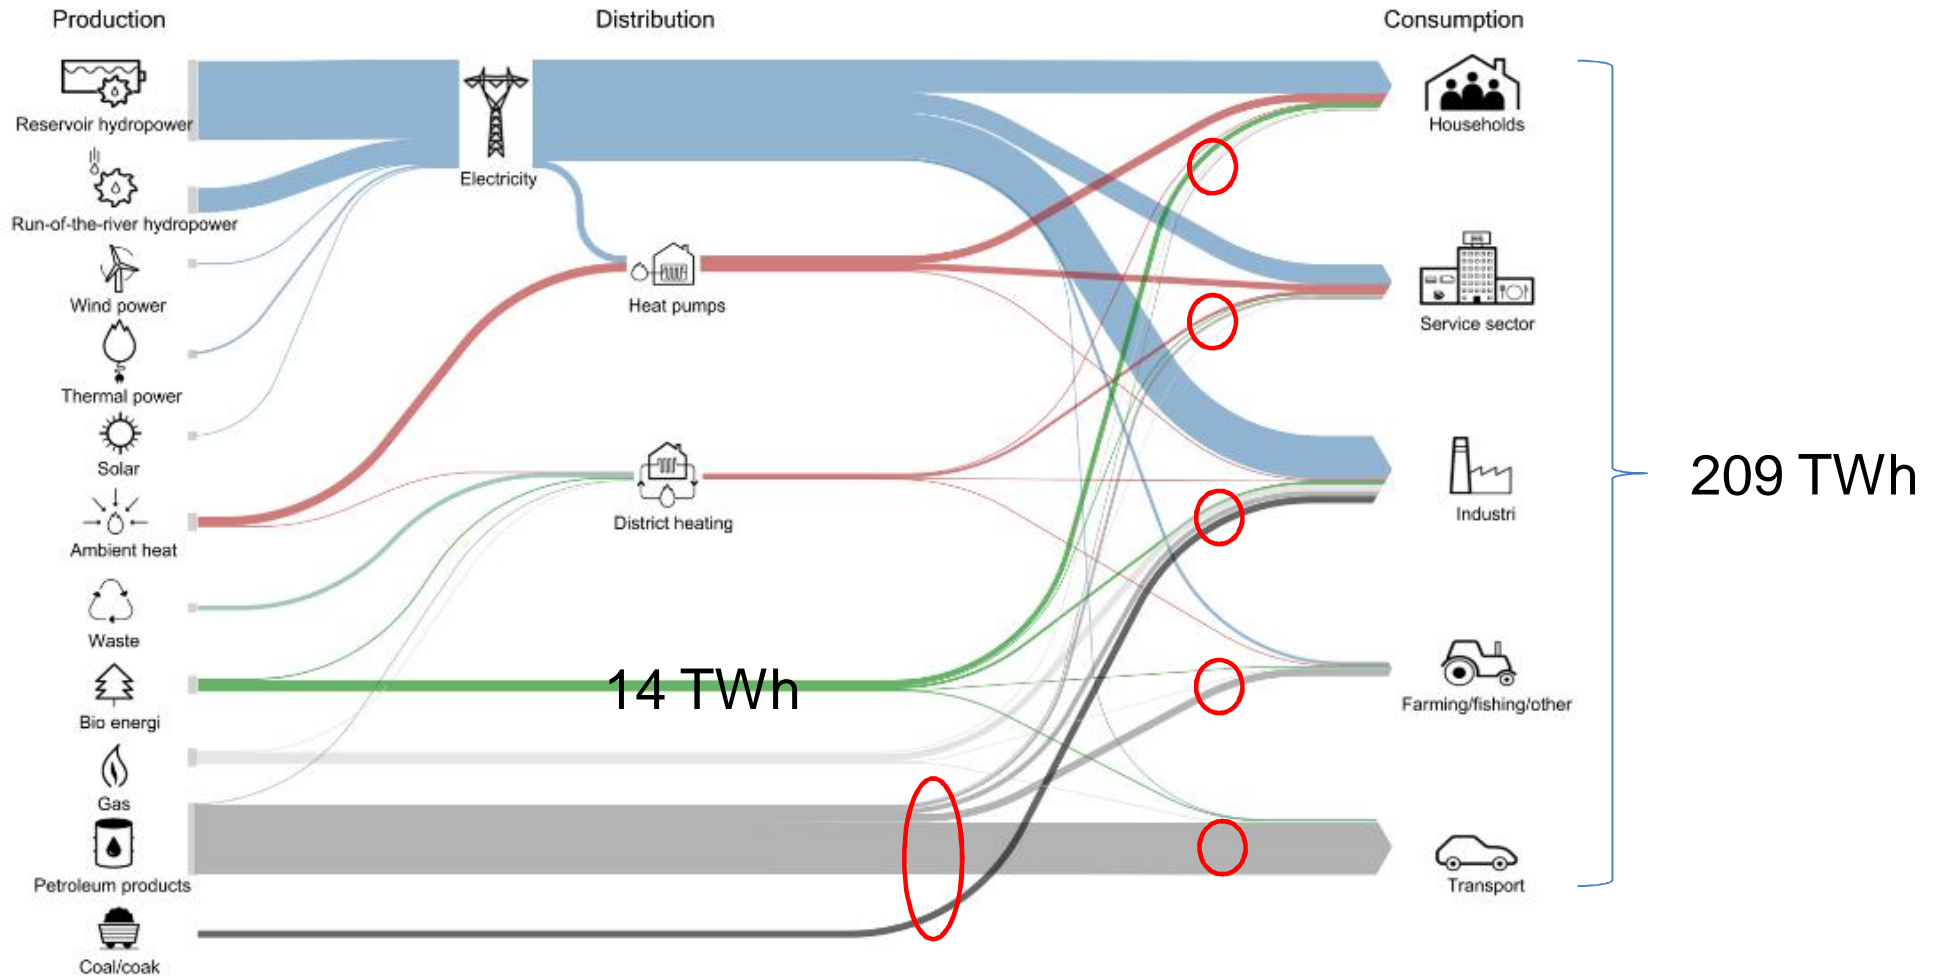 Production
Distribution
Consumption
Reservoir hydropower
Run-of-the-river hydropower
Wind power
Thermal power
Solar
Ambient heat
Waste
Bio energi
Gas
Petroleum products
Coal/coak
Electricity
Heat pumps
District heating
14 TWh
Households
Service sector
Industri
Farming/fishing/other
Transport
209 TWh